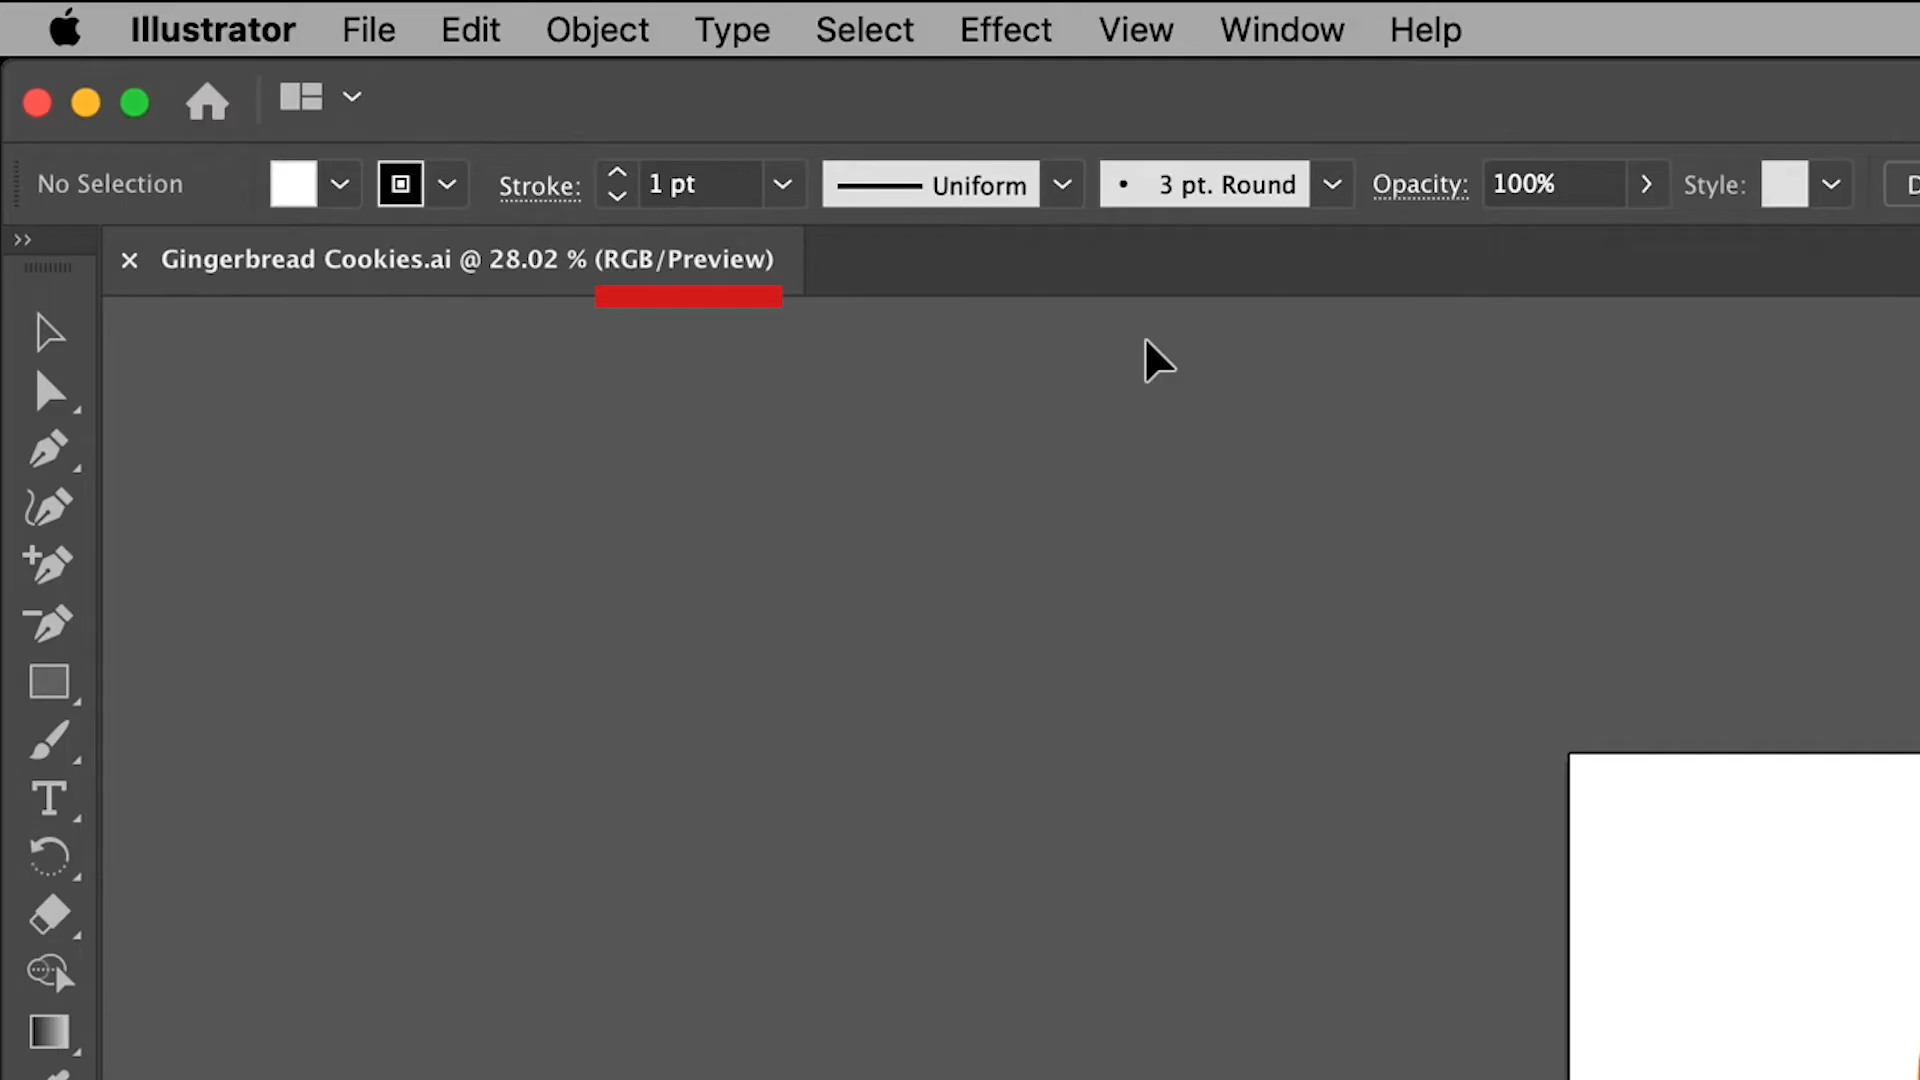 Illustrator File Edit Object Type Select Effect View Window Help
No Selection Stroke: 1 pt Uniform 3 pt. Round Opacity: 100% Style:
Gingerbread Cookies.ai @ 28.02 % (RGB/Preview)